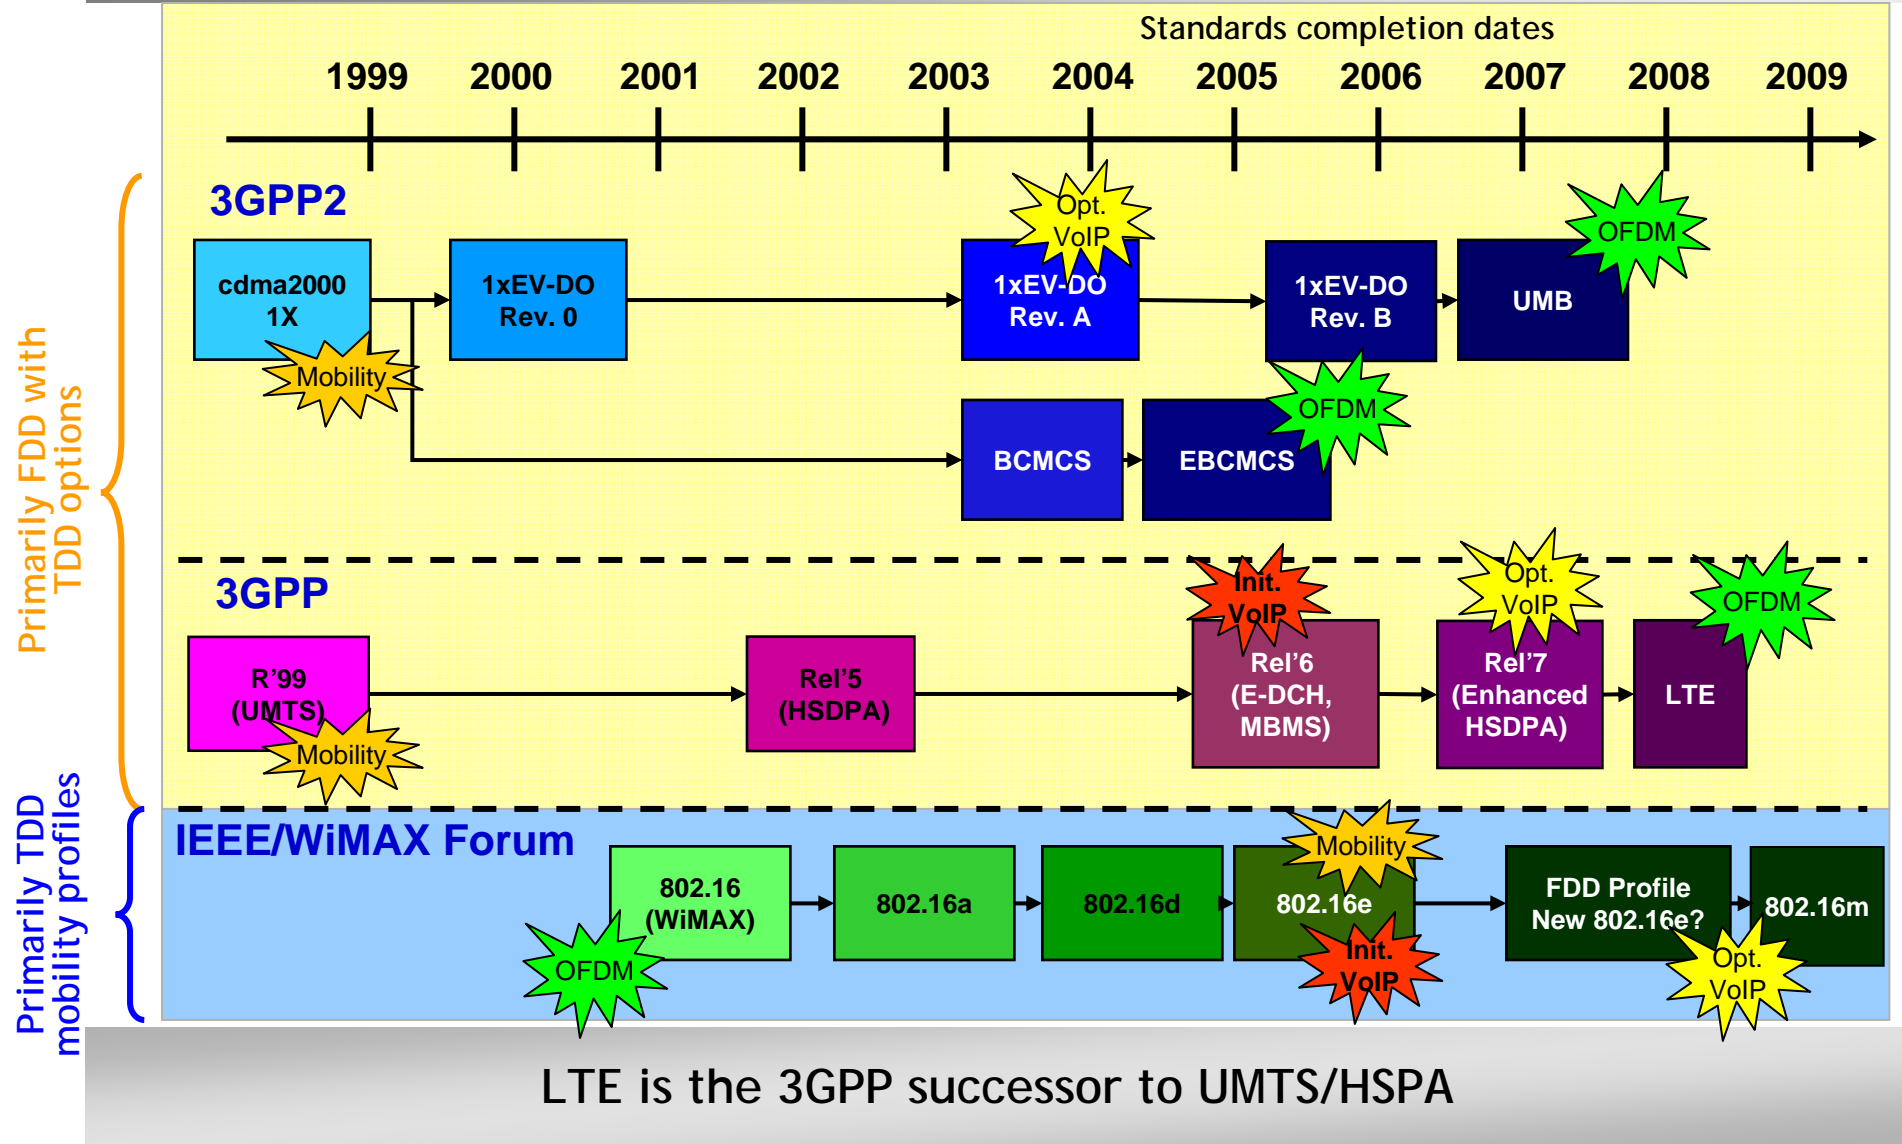 Standards completion dates
1999 2000 2001 2002 2003 2004 2005 2006 2007 2008 2009
Primarily FDD with
TDD options
3GPP2
Opt.
VoIP
OFDM
cdma2000
1X
Mobility
1xEV-DO
Rev. 0
1xEV-DO
Rev. A
1xEV-DO
Rev. B
UMB
OFDM
BCMCS
EBCMCS
3GPP
Init.
VoIP
Opt.
VoIP
OFDM
R'99
(UMTS)
Mobility
Rel'5
(HSDPA)
Rel'6
(E-DCH,
MBMS)
Rel'7
(Enhanced
HSDPA)
LTE
Primarily TDD
mobility profiles
IEEE/WiMAX Forum
Mobility
802.16
(WiMAX)
OFDM
802.16a
802.16d
802.16e
Init.
VoIP
FDD Profile
New 802.16e?
Opt.
VoIP
802.16m
LTE is the 3GPP successor to UMTS/HSPA